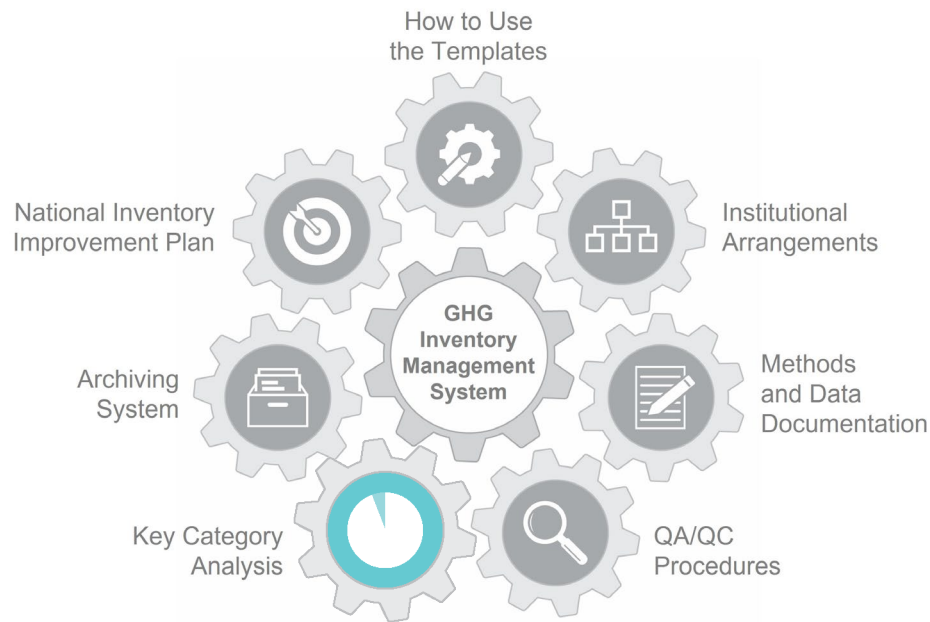 How to Use
the Templates
National Inventory
Improvement Plan
Institutional
Arrangements
GHG
Inventory
Management
System
Archiving
System
Methods
and Data
Documentation
Key Category
Analysis
QA/QC
Procedures